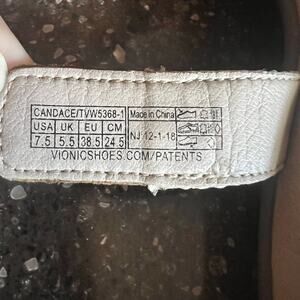 CANDACE/TVW5368-1
USA UK EU CM
7.5 5.5 38.5 24.5
Made in China
NJ 12-1-18
VIONICSHOES.COM/PATENTS